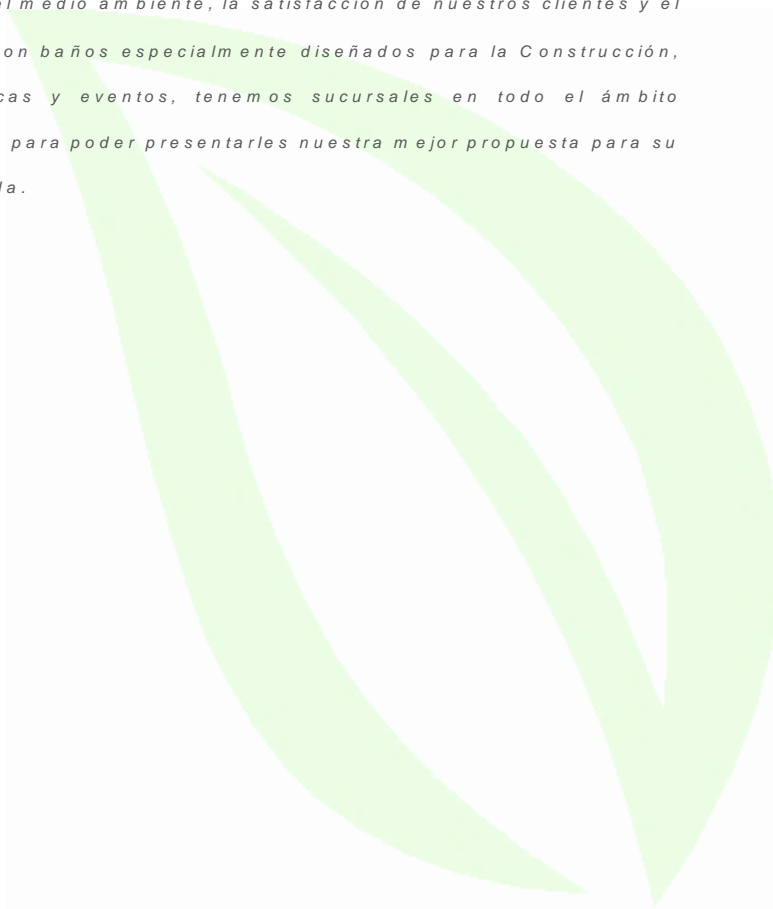 el medio ambiente, la satisfacción de nuestros clientes y el
on baños especialmente diseñados para la Construcción,
cas y eventos, tenemos sucursales en todo el ámbito
para poder presentarles nuestra mejor propuesta para su
la.